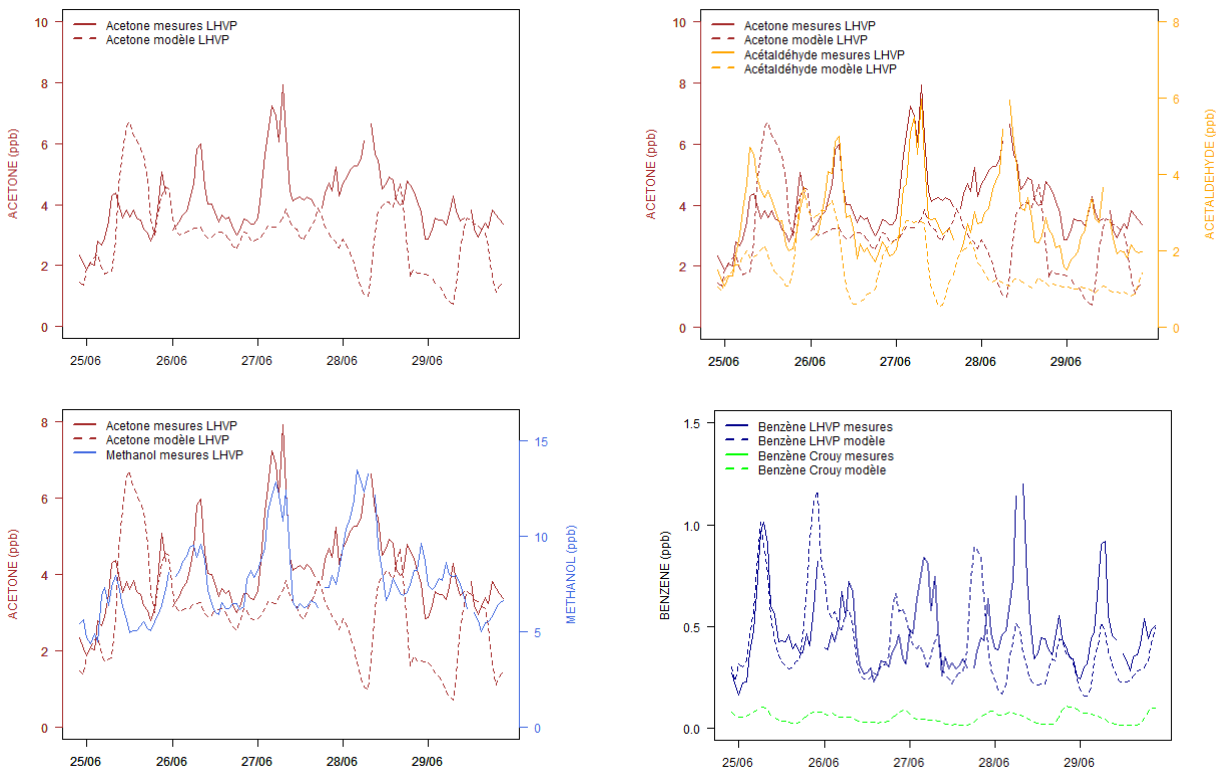 Acetone mesures LHVP
Acetone modèle LHVP
10
8
6
4
2
0
ACETONE (ppb)
25/06 26/06 27/06 28/06 29/06
Acetone mesures LHVP
Acetone modèle LHVP
Acétaldéhyde mesures LHVP
Acétaldéhyde modèle LHVP
10
8
6
4
2
0
ACETONE (ppb)
8
6
4
2
0
ACETALDEHYDE (ppb)
25/06 26/06 27/06 28/06 29/06
Acetone mesures LHVP
Acetone modèle LHVP
Methanol mesures LHVP
8
6
4
2
0
ACETONE (ppb)
15
10
5
0
METHANOL (ppb)
25/06 26/06 27/06 28/06 29/06
Benzène LHVP mesures
Benzène LHVP modèle
Benzène Crouy mesures
Benzène Crouy modèle
1.5
1.0
0.5
0.0
BENZENE (ppb)
25/06 26/06 27/06 28/06 29/06